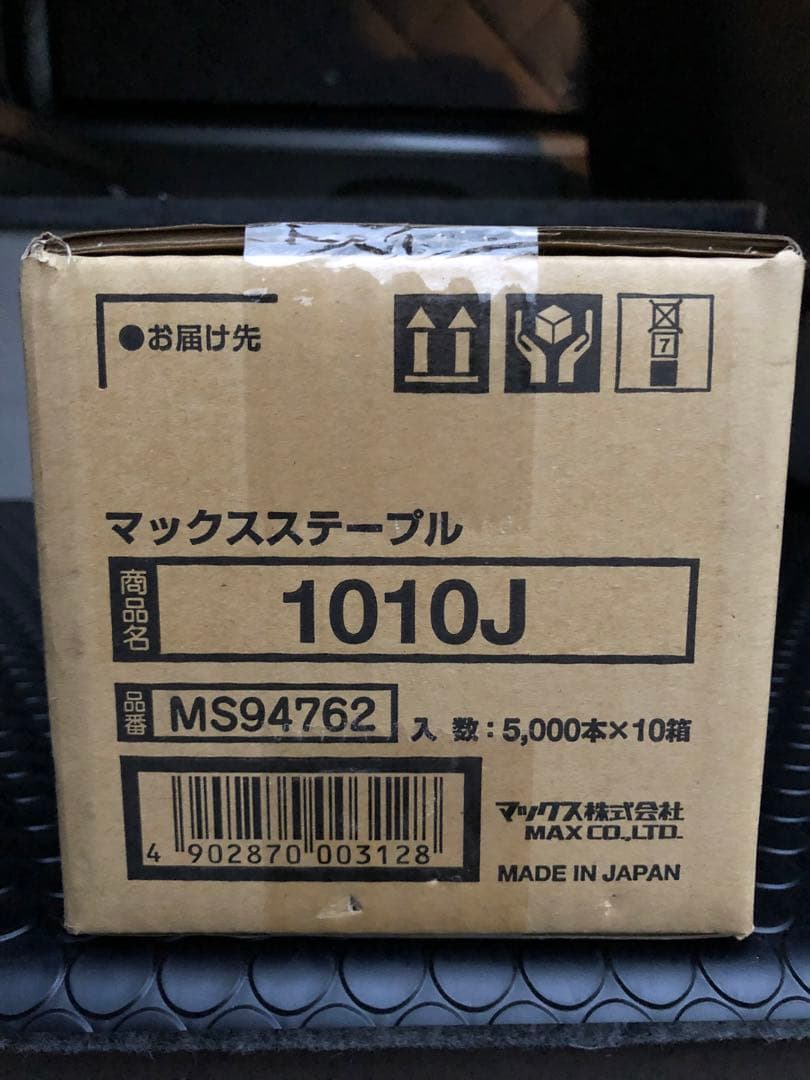 ●お届け先
7
マックスステープル
商品名 1010J
品番 MS94762 入 数：5,000本×10箱
4 902870 003128
マックス株式会社
MAX CO.,LTD.
MADE IN JAPAN